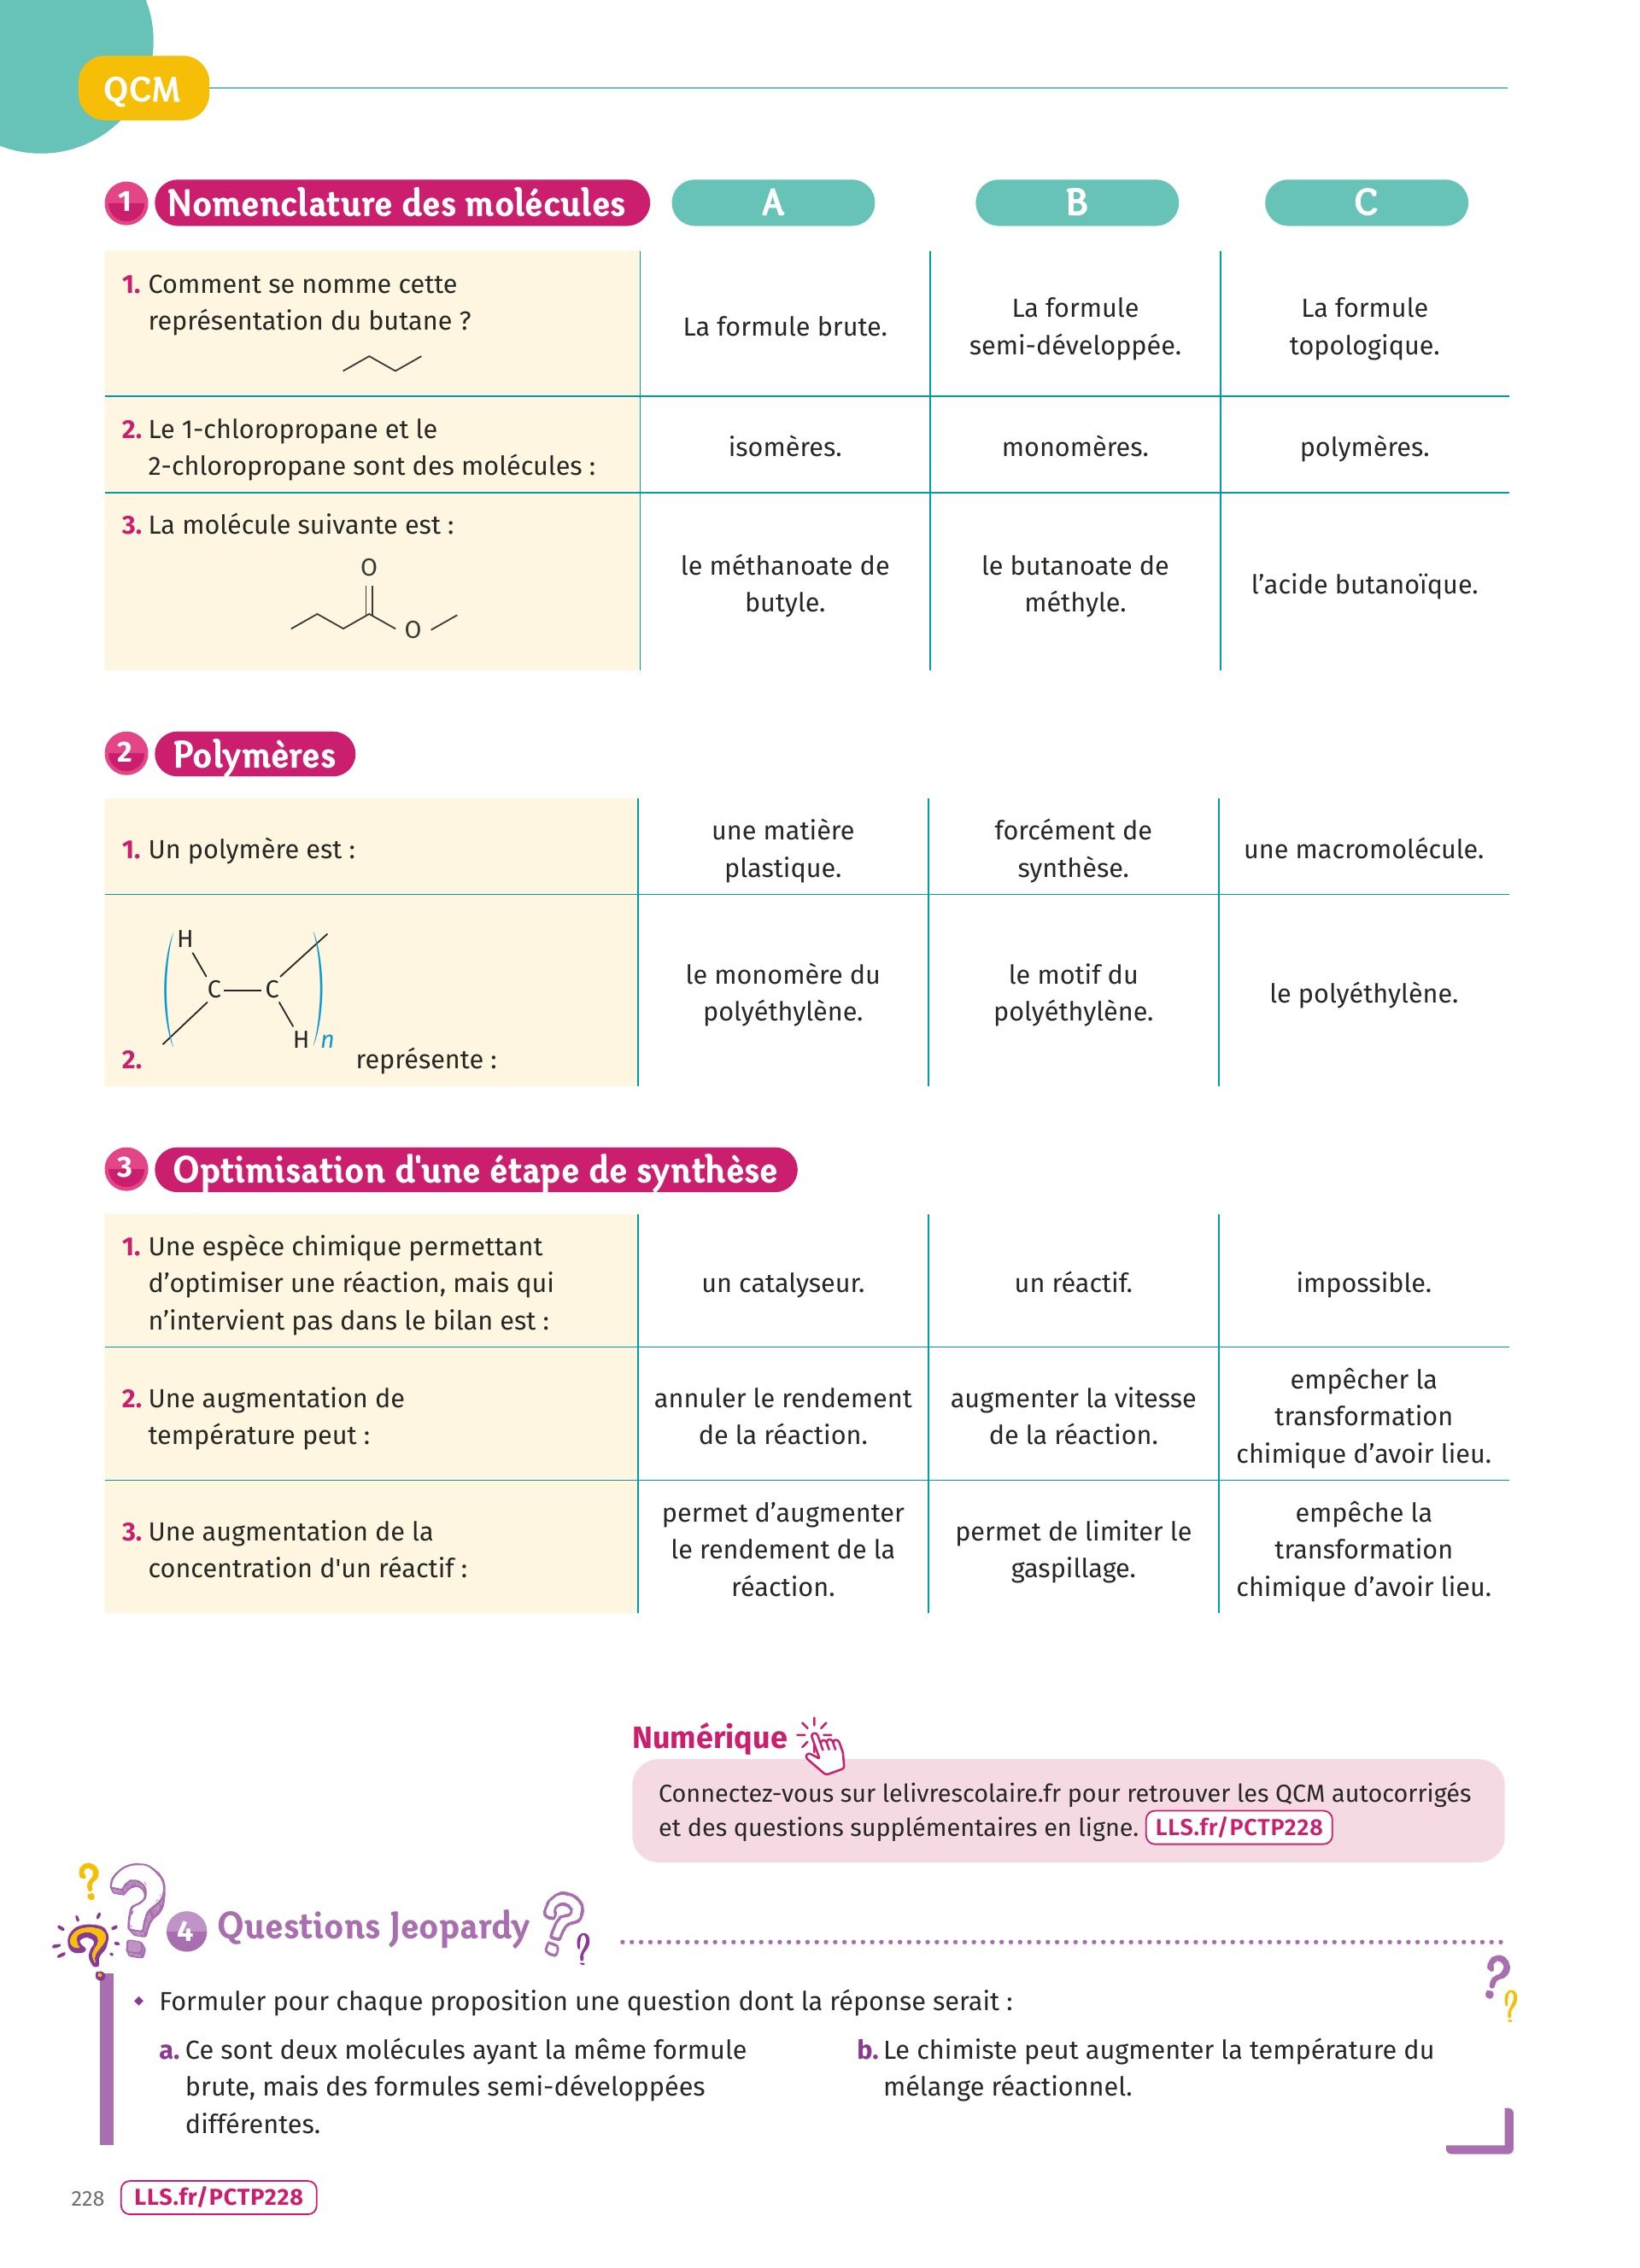 QCM
1 Nomenclature des molécules A B C
1. Comment se nomme cette
représentation du butane ?
La formule brute.
La formule
semi-développée.
La formule
topologique.
2. Le 1-chloropropane et le
2-chloropropane sont des molécules :
isomères.
monomères.
polymères.
3. La molécule suivante est :
O
O
le méthanoate de
butyle.
le butanoate de
méthyle.
l’acide butanoïque.
2 Polymères
1. Un polymère est :
une matière
plastique.
forcément de
synthèse.
une macromolécule.
H
C C
H n
2. représente :
le monomère du
polyéthylène.
le motif du
polyéthylène.
le polyéthylène.
3 Optimisation d'une étape de synthèse
1. Une espèce chimique permettant
d’optimiser une réaction, mais qui
n’intervient pas dans le bilan est :
un catalyseur.
un réactif.
impossible.
2. Une augmentation de
température peut :
annuler le rendement
de la réaction.
augmenter la vitesse
de la réaction.
empêcher la
transformation
chimique d’avoir lieu.
3. Une augmentation de la
concentration d'un réactif :
permet d’augmenter
le rendement de la
réaction.
permet de limiter le
gaspillage.
empêche la
transformation
chimique d’avoir lieu.
Numérique
Connectez-vous sur lelivrescolaire.fr pour retrouver les QCM autocorrigés
et des questions supplémentaires en ligne. LLS.fr/PCTP228
4 Questions Jeopardy
Formuler pour chaque proposition une question dont la réponse serait :
a. Ce sont deux molécules ayant la même formule
brute, mais des formules semi-développées
différentes.
b. Le chimiste peut augmenter la température du
mélange réactionnel.
228 LLS.fr/PCTP228